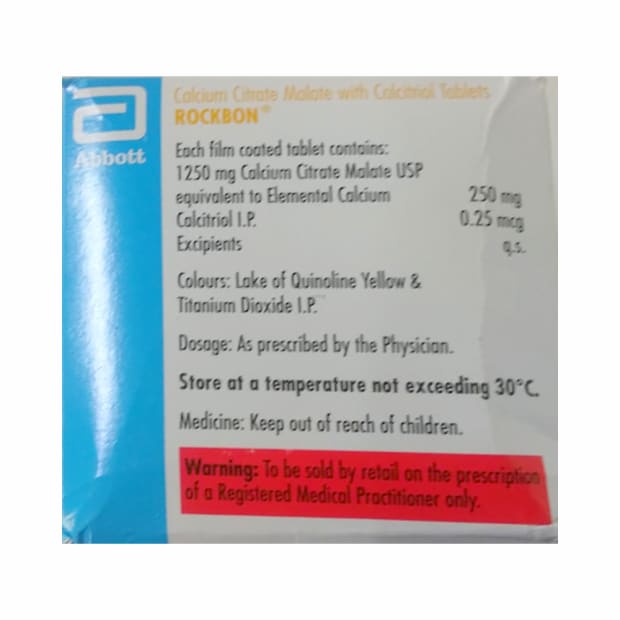 Abbott
Calcium Citrate Malate with Calcitriol Tablets
ROCKBON®
Each film coated tablet contains:
1250 mg Calcium Citrate Malate USP
equivalent to Elemental Calcium 250 mg
Calcitriol I.P. 0.25 mcg
Excipients q.s.
Colours: Lake of Quinoline Yellow &
Titanium Dioxide I.P.
Dosage: As prescribed by the Physician.
Store at a temperature not exceeding 30°C.
Medicine: Keep out of reach of children.
Warning: To be sold by retail on the prescription
of a Registered Medical Practitioner only.